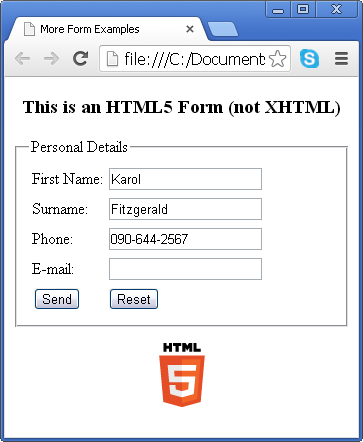 More Form Examples
file:///C:/Document
This is an HTML5 Form (not XHTML)
Personal Details
First Name: Karol
Surname: Fitzgerald
Phone: 090-644-2567
E-mail:
Send Reset
HTML
5